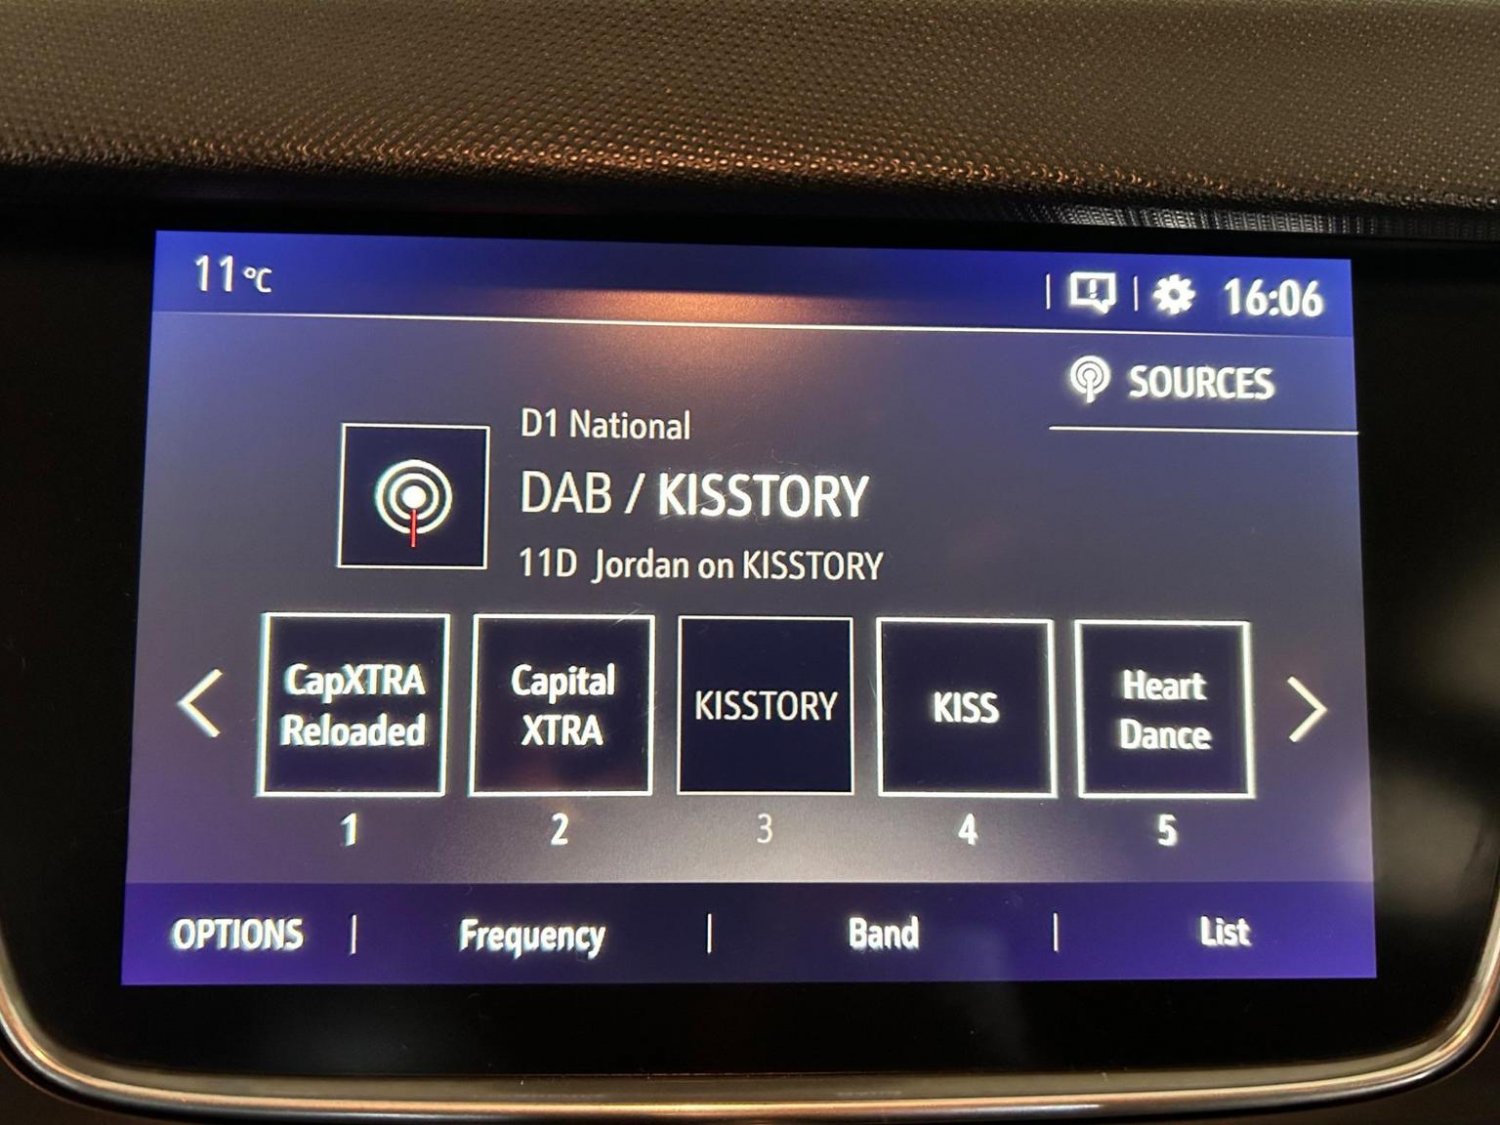 11°C
16:06
SOURCES
D1 National
DAB / KISSTORY
11D Jordan on KISSTORY
CapXTRA
Reloaded
Capital
XTRA
KISSTORY
KISS
Heart
Dance
1
2
3
4
5
OPTIONS
Frequency
Band
List